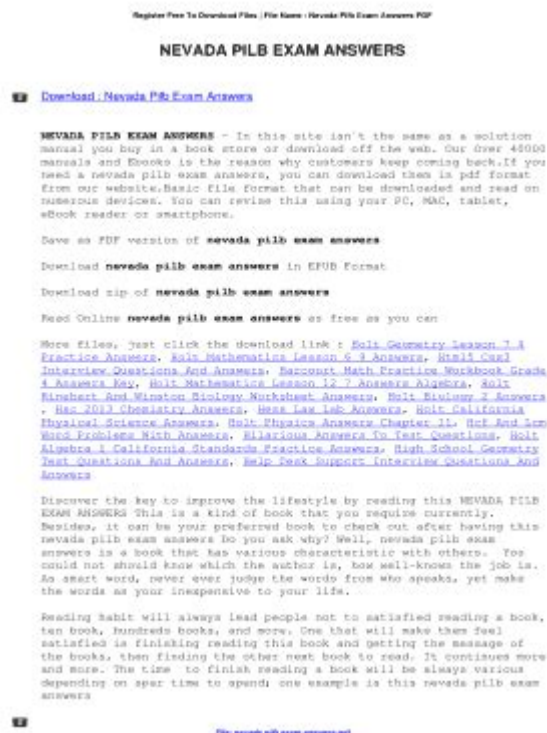 Register Free To Download Files | File Name : Nevada Pilb Exam Answers PDF
NEVADA PILB EXAM ANSWERS
Download : Nevada Pilb Exam Answers
NEVADA PILB EXAM ANSWERS - In this site isn't the same as a solution
manual you buy in a book store or download off the web. Our Over 40000
manuals and Ebooks is the reason why customers keep coming back.If you
need a nevada pilb exam answers, you can download them in pdf format
from our website.Basic file format that can be downloaded and read on
numerous devices. You can revise this using your PC, MAC, tablet,
eBook reader or smartphone.
Save as PDF version of nevada pilb exam answers
Download nevada pilb exam answers in EPUB Format
Download zip of nevada pilb exam answers
Read Online nevada pilb exam answers as free as you can
More files, just click the download link : Holt Geometry Lesson 7 4
Practice Answers, Holt Mathematics Lesson 6 9 Answers, Html5 Css3
Interview Questions And Answers, Harcourt Math Practice Workbook Grade
4 Answers Key, Holt Mathematics Lesson 12 7 Answers Algebra, Holt
Rinehart And Winston Biology Worksheet Answers, Holt Biology 2 Answers
, Hsc 2013 Chemistry Answers, Hess Law Lab Answers, Holt California
Physical Science Answers, Holt Physics Answers Chapter 11, Hcf And Lcm
Word Problems With Answers, Hilarious Answers To Test Questions, Holt
Algebra 1 California Standards Practice Answers, High School Geometry
Test Questions And Answers, Help Desk Support Interview Questions And
Answers
Discover the key to improve the lifestyle by reading this NEVADA PILB
EXAM ANSWERS This is a kind of book that you require currently.
Besides, it can be your preferred book to check out after having this
nevada pilb exam answers Do you ask why? Well, nevada pilb exam
answers is a book that has various characteristic with others. You
could not should know which the author is, how well-known the job is.
As smart word, never ever judge the words from who speaks, yet make
the words as your inexpensive to your life.
Reading habit will always lead people not to satisfied reading a book,
ten book, hundreds books, and more. One that will make them feel
satisfied is finishing reading this book and getting the message of
the books, then finding the other next book to read. It continues more
and more. The time to finish reading a book will be always various
depending on spar time to spend; one example is this nevada pilb exam
answers
File: nevada pilb exam answers.pdf